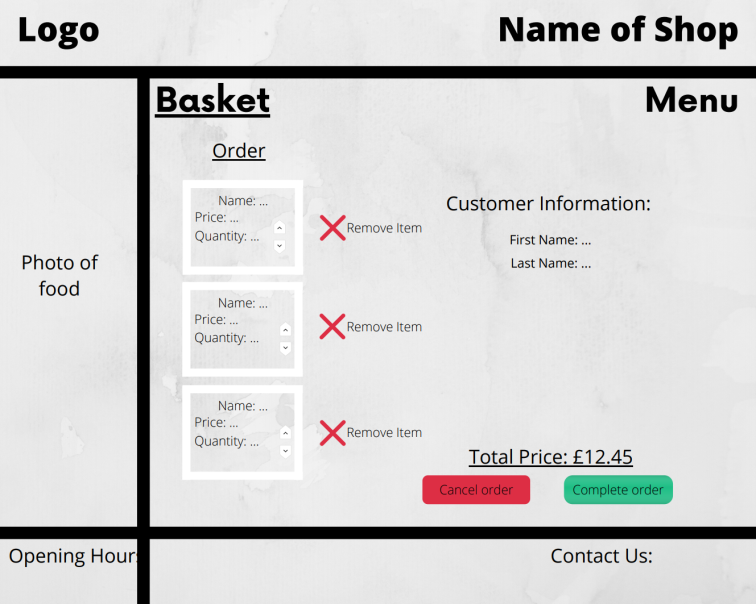 Logo
Name of Shop
Basket
Menu
Order
Name: ...
Price: ...
Quantity: ...
Remove Item
Name: ...
Price: ...
Quantity: ...
Remove Item
Name: ...
Price: ...
Quantity: ...
Remove Item
Customer Information:
First Name: ...
Last Name: ...
Photo of
food
Total Price: £12.45
Cancel order
Complete order
Opening Hours
Contact Us: